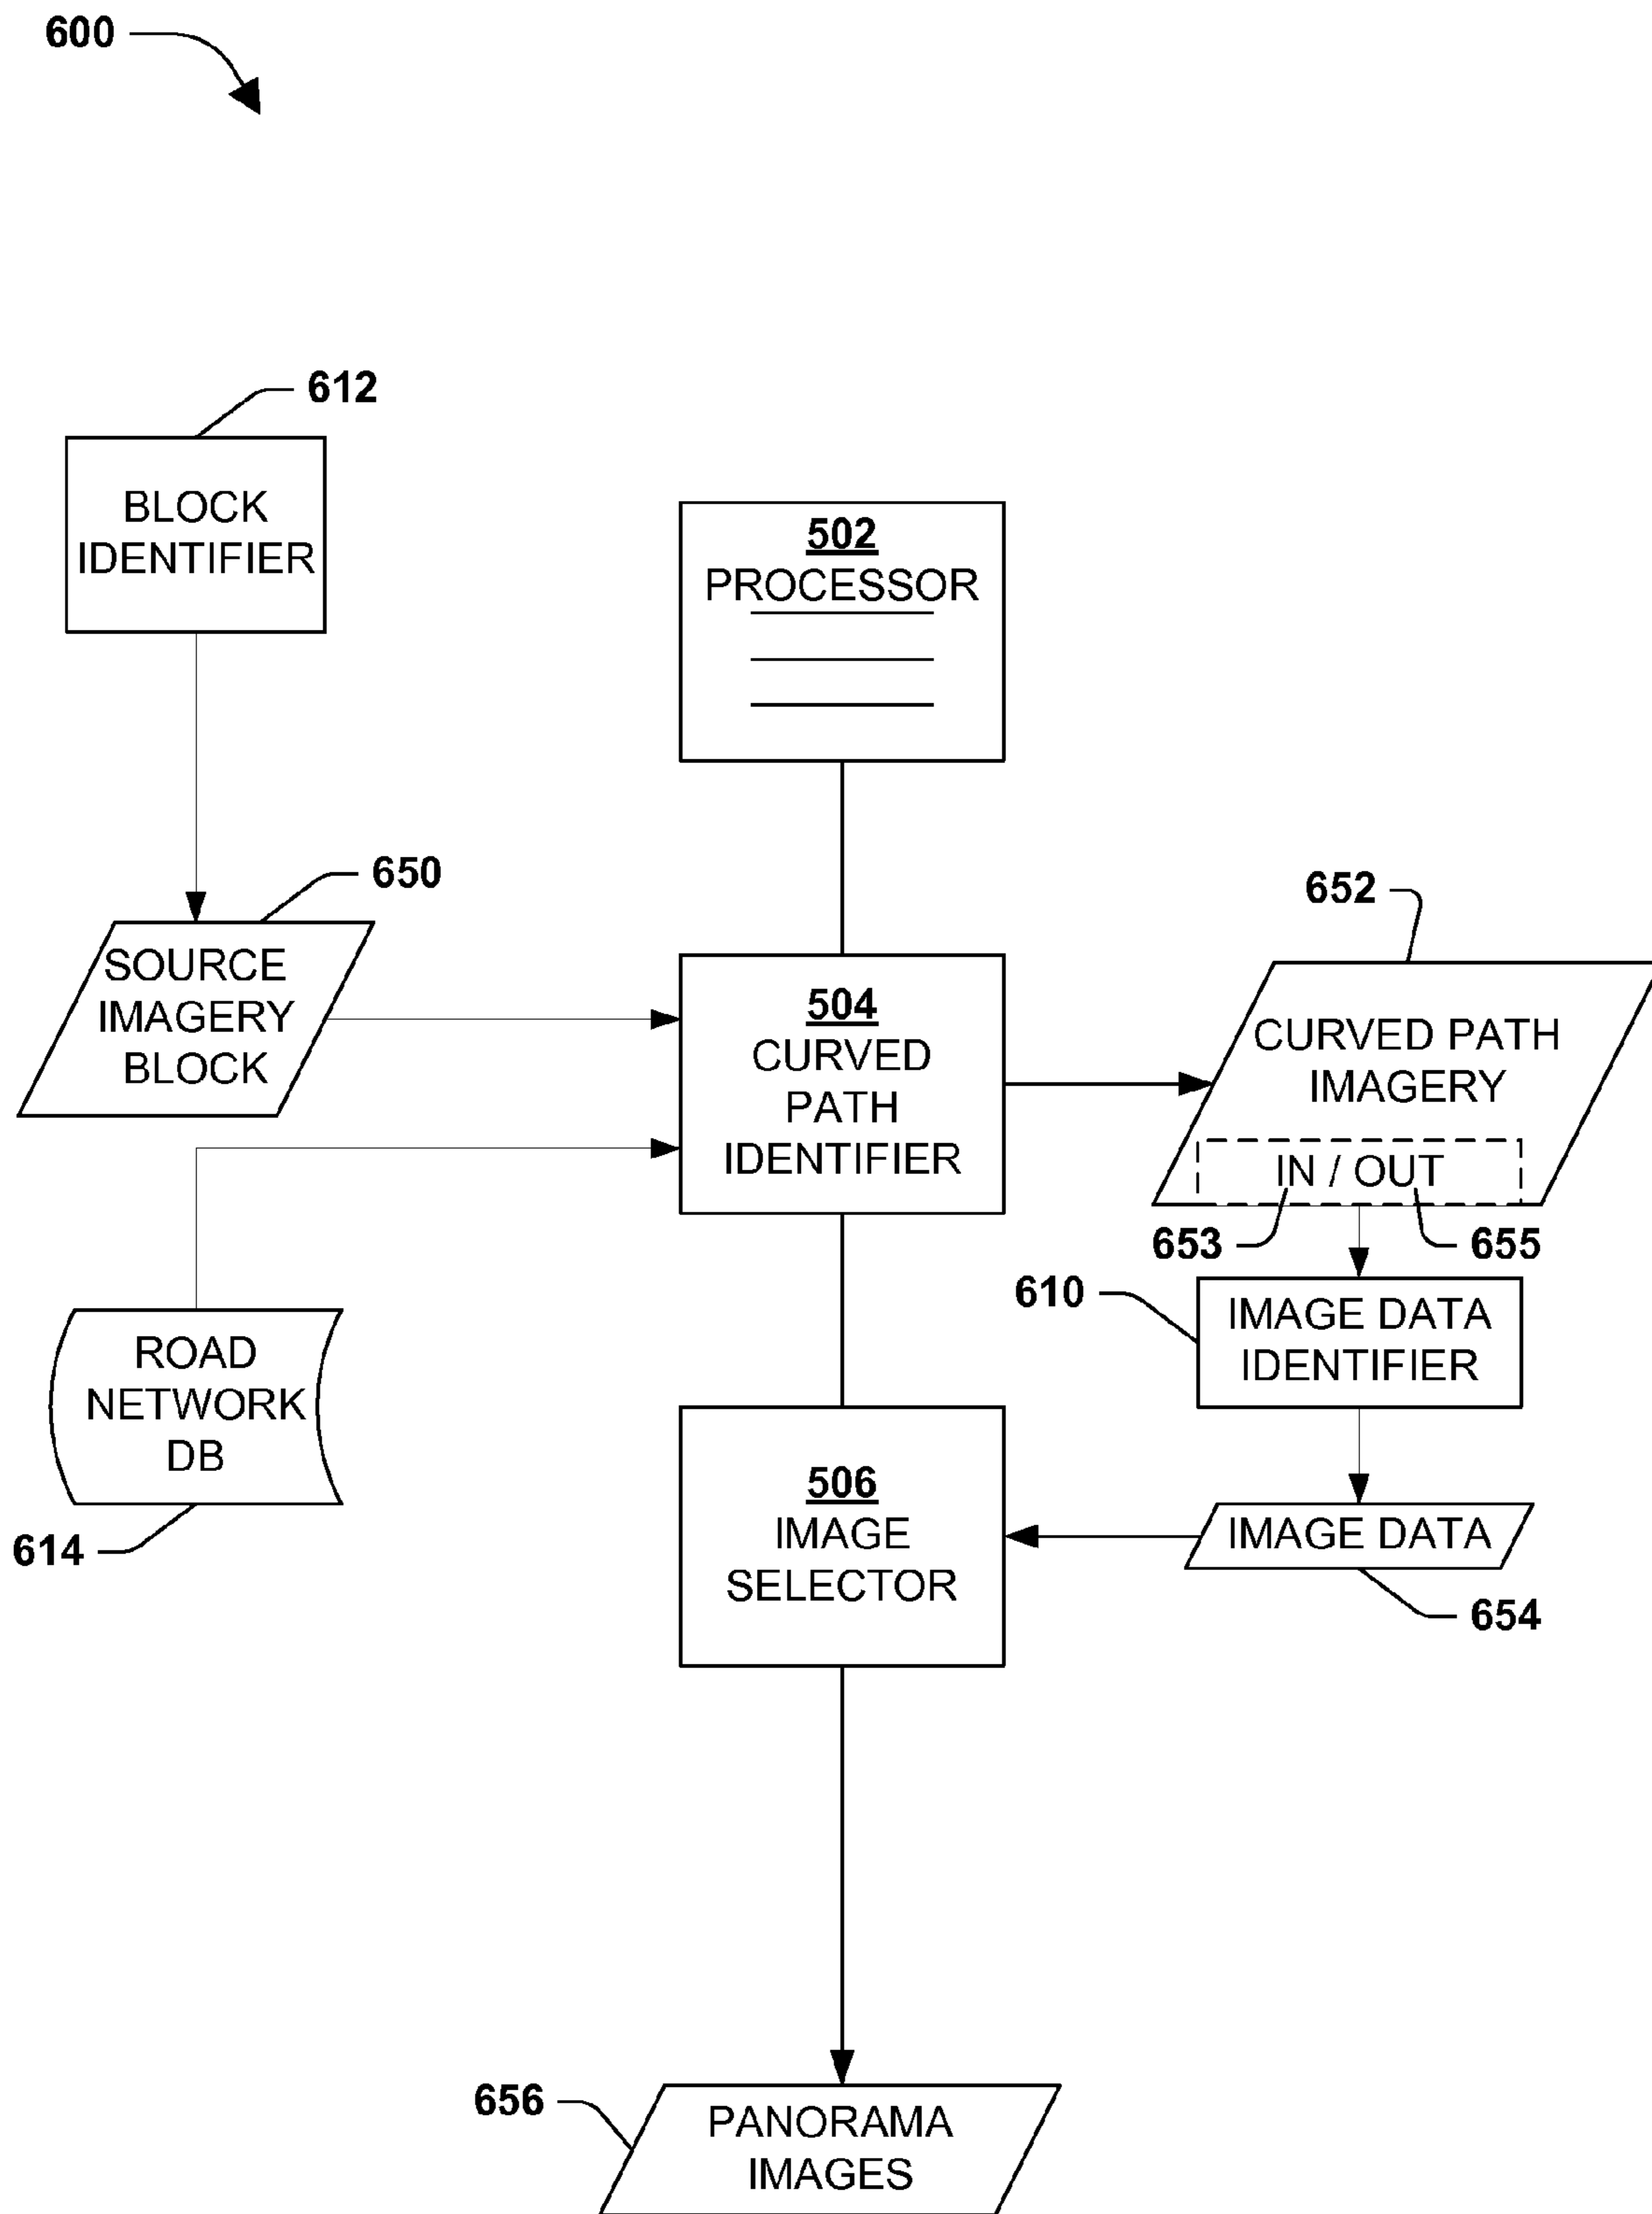 600
612
BLOCK
IDENTIFIER
502
PROCESSOR
650
SOURCE
IMAGERY
BLOCK
504
CURVED
PATH
IDENTIFIER
652
CURVED PATH
IMAGERY
IN / OUT
653
655
610
IMAGE DATA
IDENTIFIER
ROAD
NETWORK
DB
614
506
IMAGE
SELECTOR
IMAGE DATA
654
656
PANORAMA
IMAGES